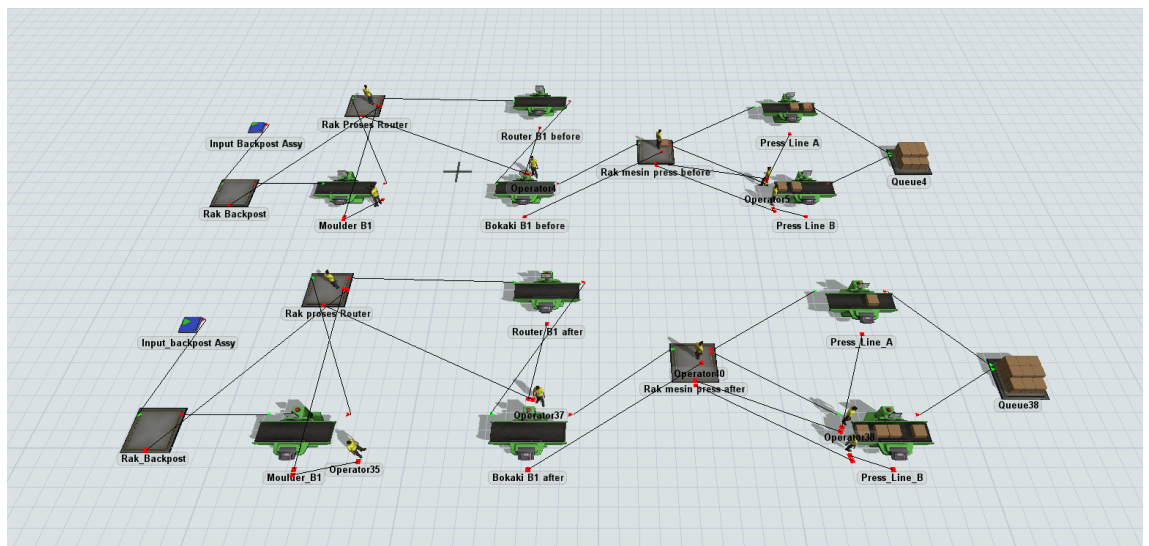 Rak Proses Router
Input Backpost Assy
Router B1 before
Press Line A
Rak mesin press before
Queue4
Operator4
Operator5
Rak Backpost
Moulder B1
Bokaki B1 before
Press Line B
Rak proses Router
Input_backpost Assy
Router B1 after
Press_Line_A
Operator40
Rak mesin press after
Queue38
Operator37
Operator38
Rak_Backpost
Moulder_B1
Operator35
Bokaki B1 after
Press_Line_B